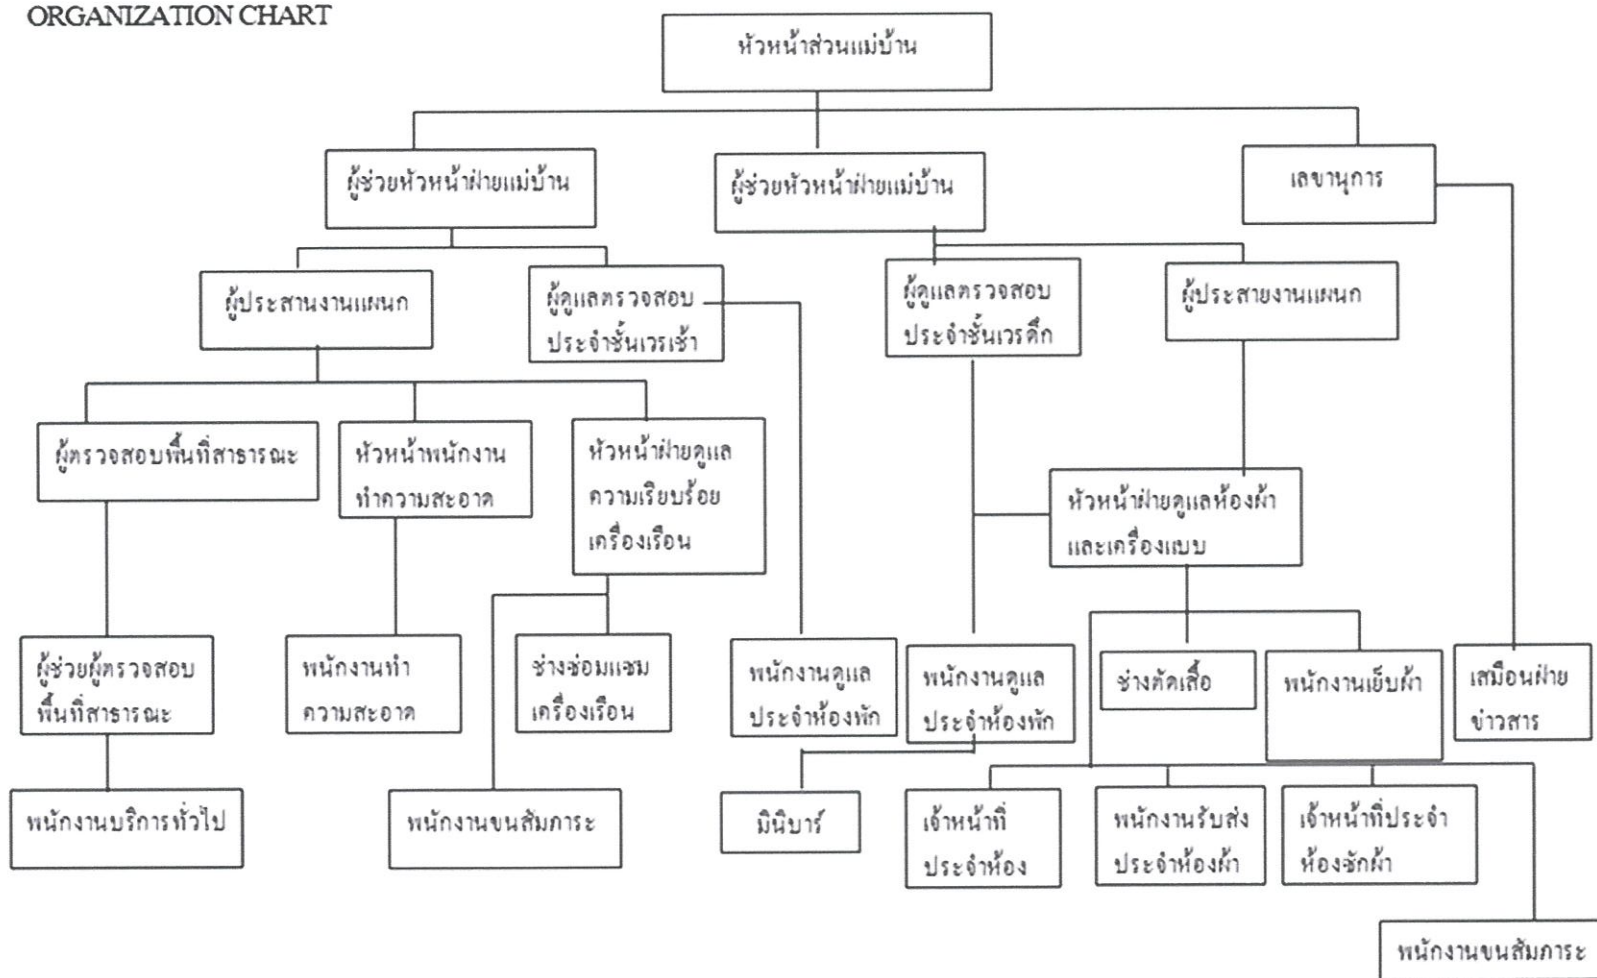 ORGANIZATION CHART
หัวหน้าส่วนแม่บ้าน
ผู้ช่วยหัวหน้าฝ่ายแม่บ้าน
ผู้ช่วยหัวหน้าฝ่ายแม่บ้าน
เลขานุการ
ผู้ประสานงานแผนก
ผู้ดูแลตรวจสอบ
ประจำชั้นเวรเช้า
ผู้ดูแลตรวจสอบ
ประจำชั้นเวรดึก
ผู้ประสายงานแผนก
ผู้ตรวจสอบพื้นที่สาธารณะ
หัวหน้าพนักงาน
ทำความสะอาด
หัวหน้าฝ่ายดูแล
ความเรียบร้อย
เครื่องเรือน
หัวหน้าฝ่ายดูแลห้องผ้า
และเครื่องแบบ
ผู้ช่วยผู้ตรวจสอบ
พื้นที่สาธารณะ
พนักงานทำ
ความสะอาด
ช่างซ่อมแซม
เครื่องเรือน
พนักงานดูแล
ประจำห้องพัก
พนักงานดูแล
ประจำห้องพัก
ช่างตัดเสื้อ
พนักงานเย็บผ้า
เสมือนฝ่าย
ข่าวสาร
พนักงานบริการทั่วไป
พนักงานขนสัมภาระ
มินิบาร์
เจ้าหน้าที่
ประจำห้อง
พนักงานรับส่ง
ประจำห้องผ้า
เจ้าหน้าที่ประจำ
ห้องซักผ้า
พนักงานขนสัมภาระ